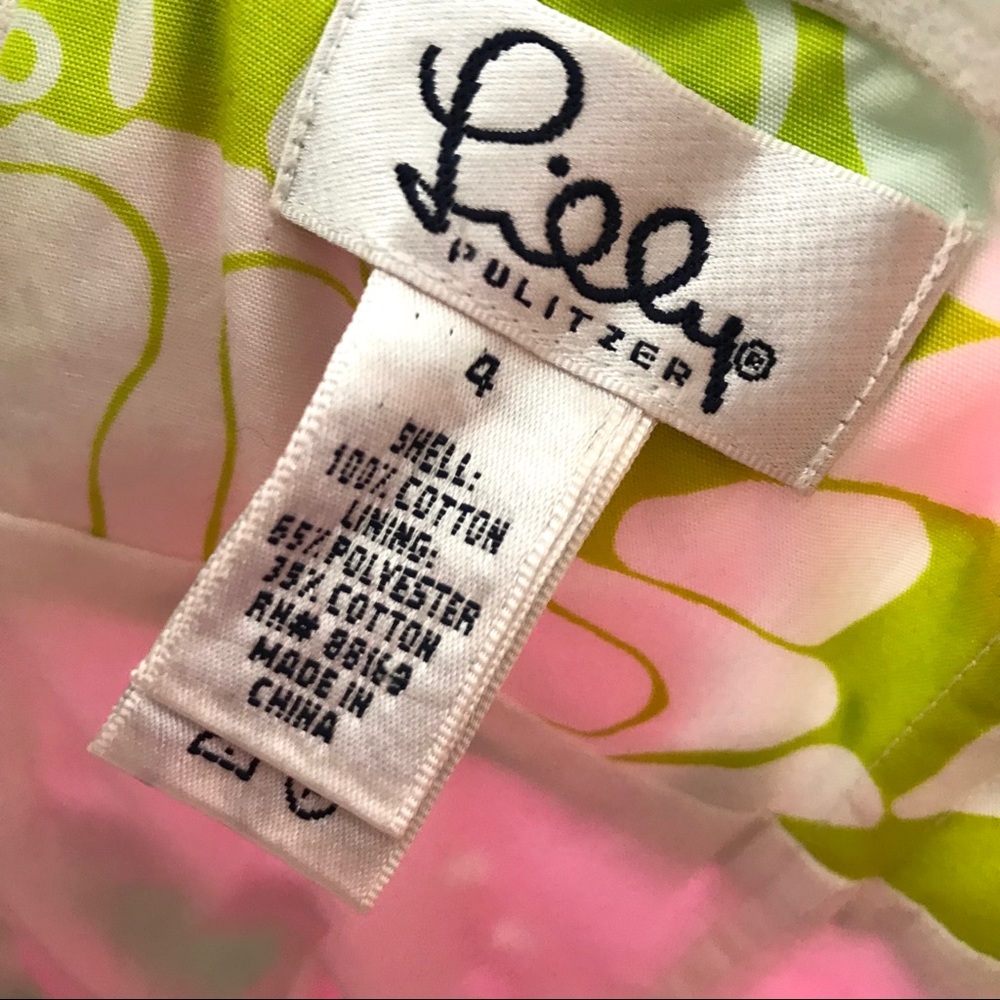 Lilly®
PULITZER
4
SHELL:
100% COTTON
LINING:
65% POLYESTER
35% COTTON
RN# 88169
MADE IN
CHINA